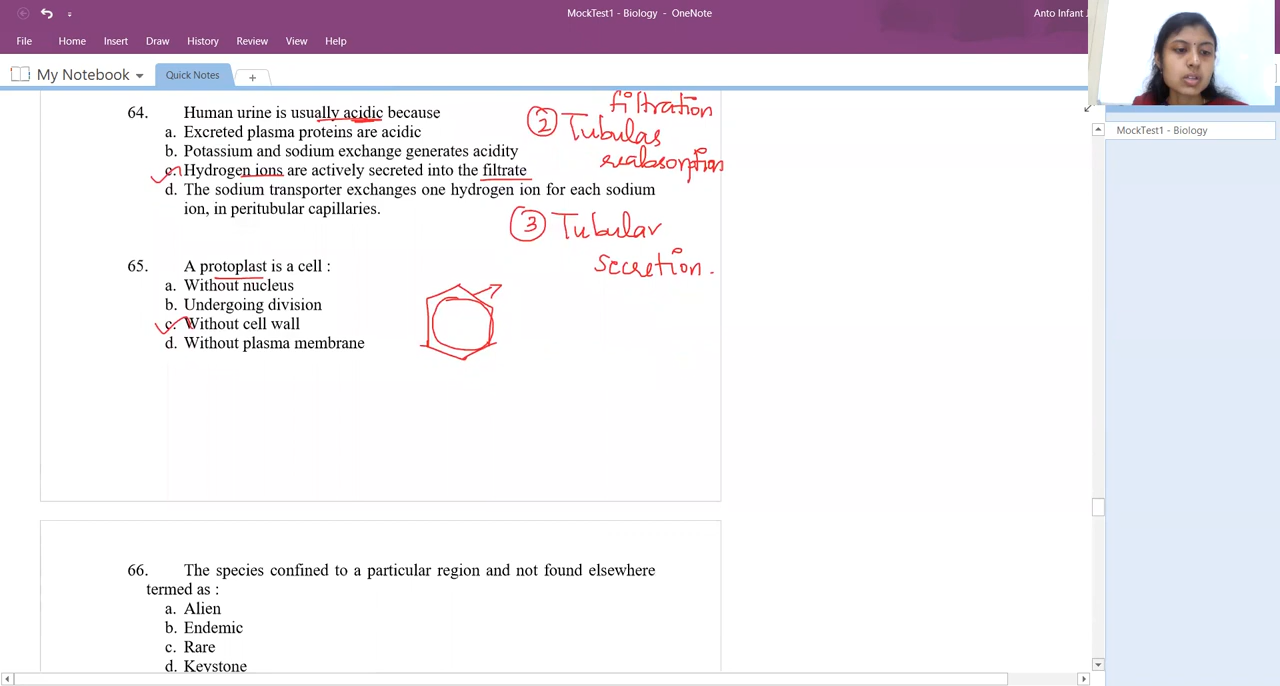 MockTest1 - Biology - OneNote
Anto Infant J
File Home Insert Draw History Review View Help
My Notebook
Quick Notes
+
MockTest1 - Biology
filtration
64. Human urine is usually acidic because
a. Excreted plasma proteins are acidic
b. Potassium and sodium exchange generates acidity
c. Hydrogen ions are actively secreted into the filtrate
d. The sodium transporter exchanges one hydrogen ion for each sodium
ion, in peritubular capillaries.
2 Tubulas
reabsorption
3 Tubular
secretion.
65. A protoplast is a cell :
a. Without nucleus
b. Undergoing division
c. Without cell wall
d. Without plasma membrane
66. The species confined to a particular region and not found elsewhere
termed as :
a. Alien
b. Endemic
c. Rare
d. Keystone